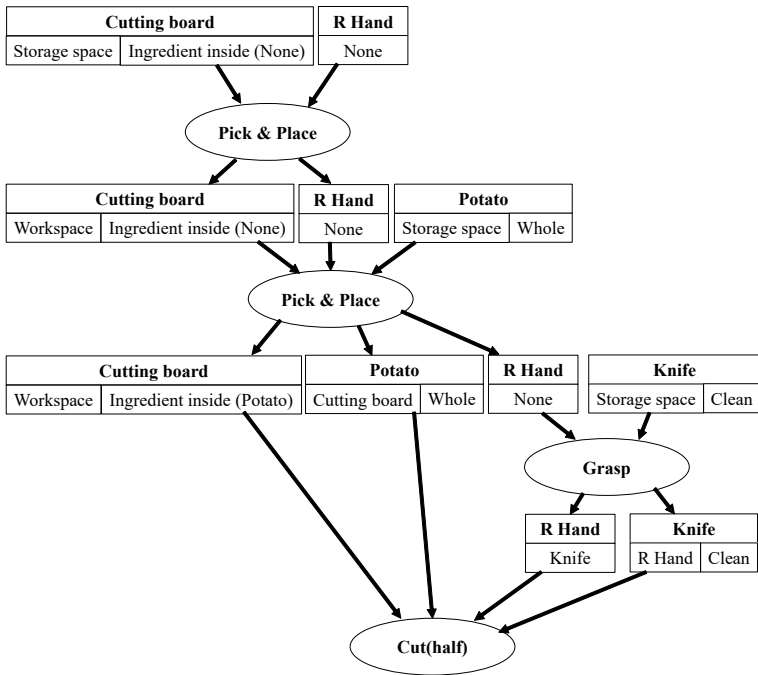 Cutting board R Hand
Storage space Ingredient inside (None) None
Pick & Place
Cutting board R Hand Potato
Workspace Ingredient inside (None) None Storage space Whole
Pick & Place
Cutting board Potato R Hand Knife
Workspace Ingredient inside (Potato) Cutting board Whole None Storage space Clean
Grasp
R Hand Knife
Knife R Hand Clean
Cut(half)